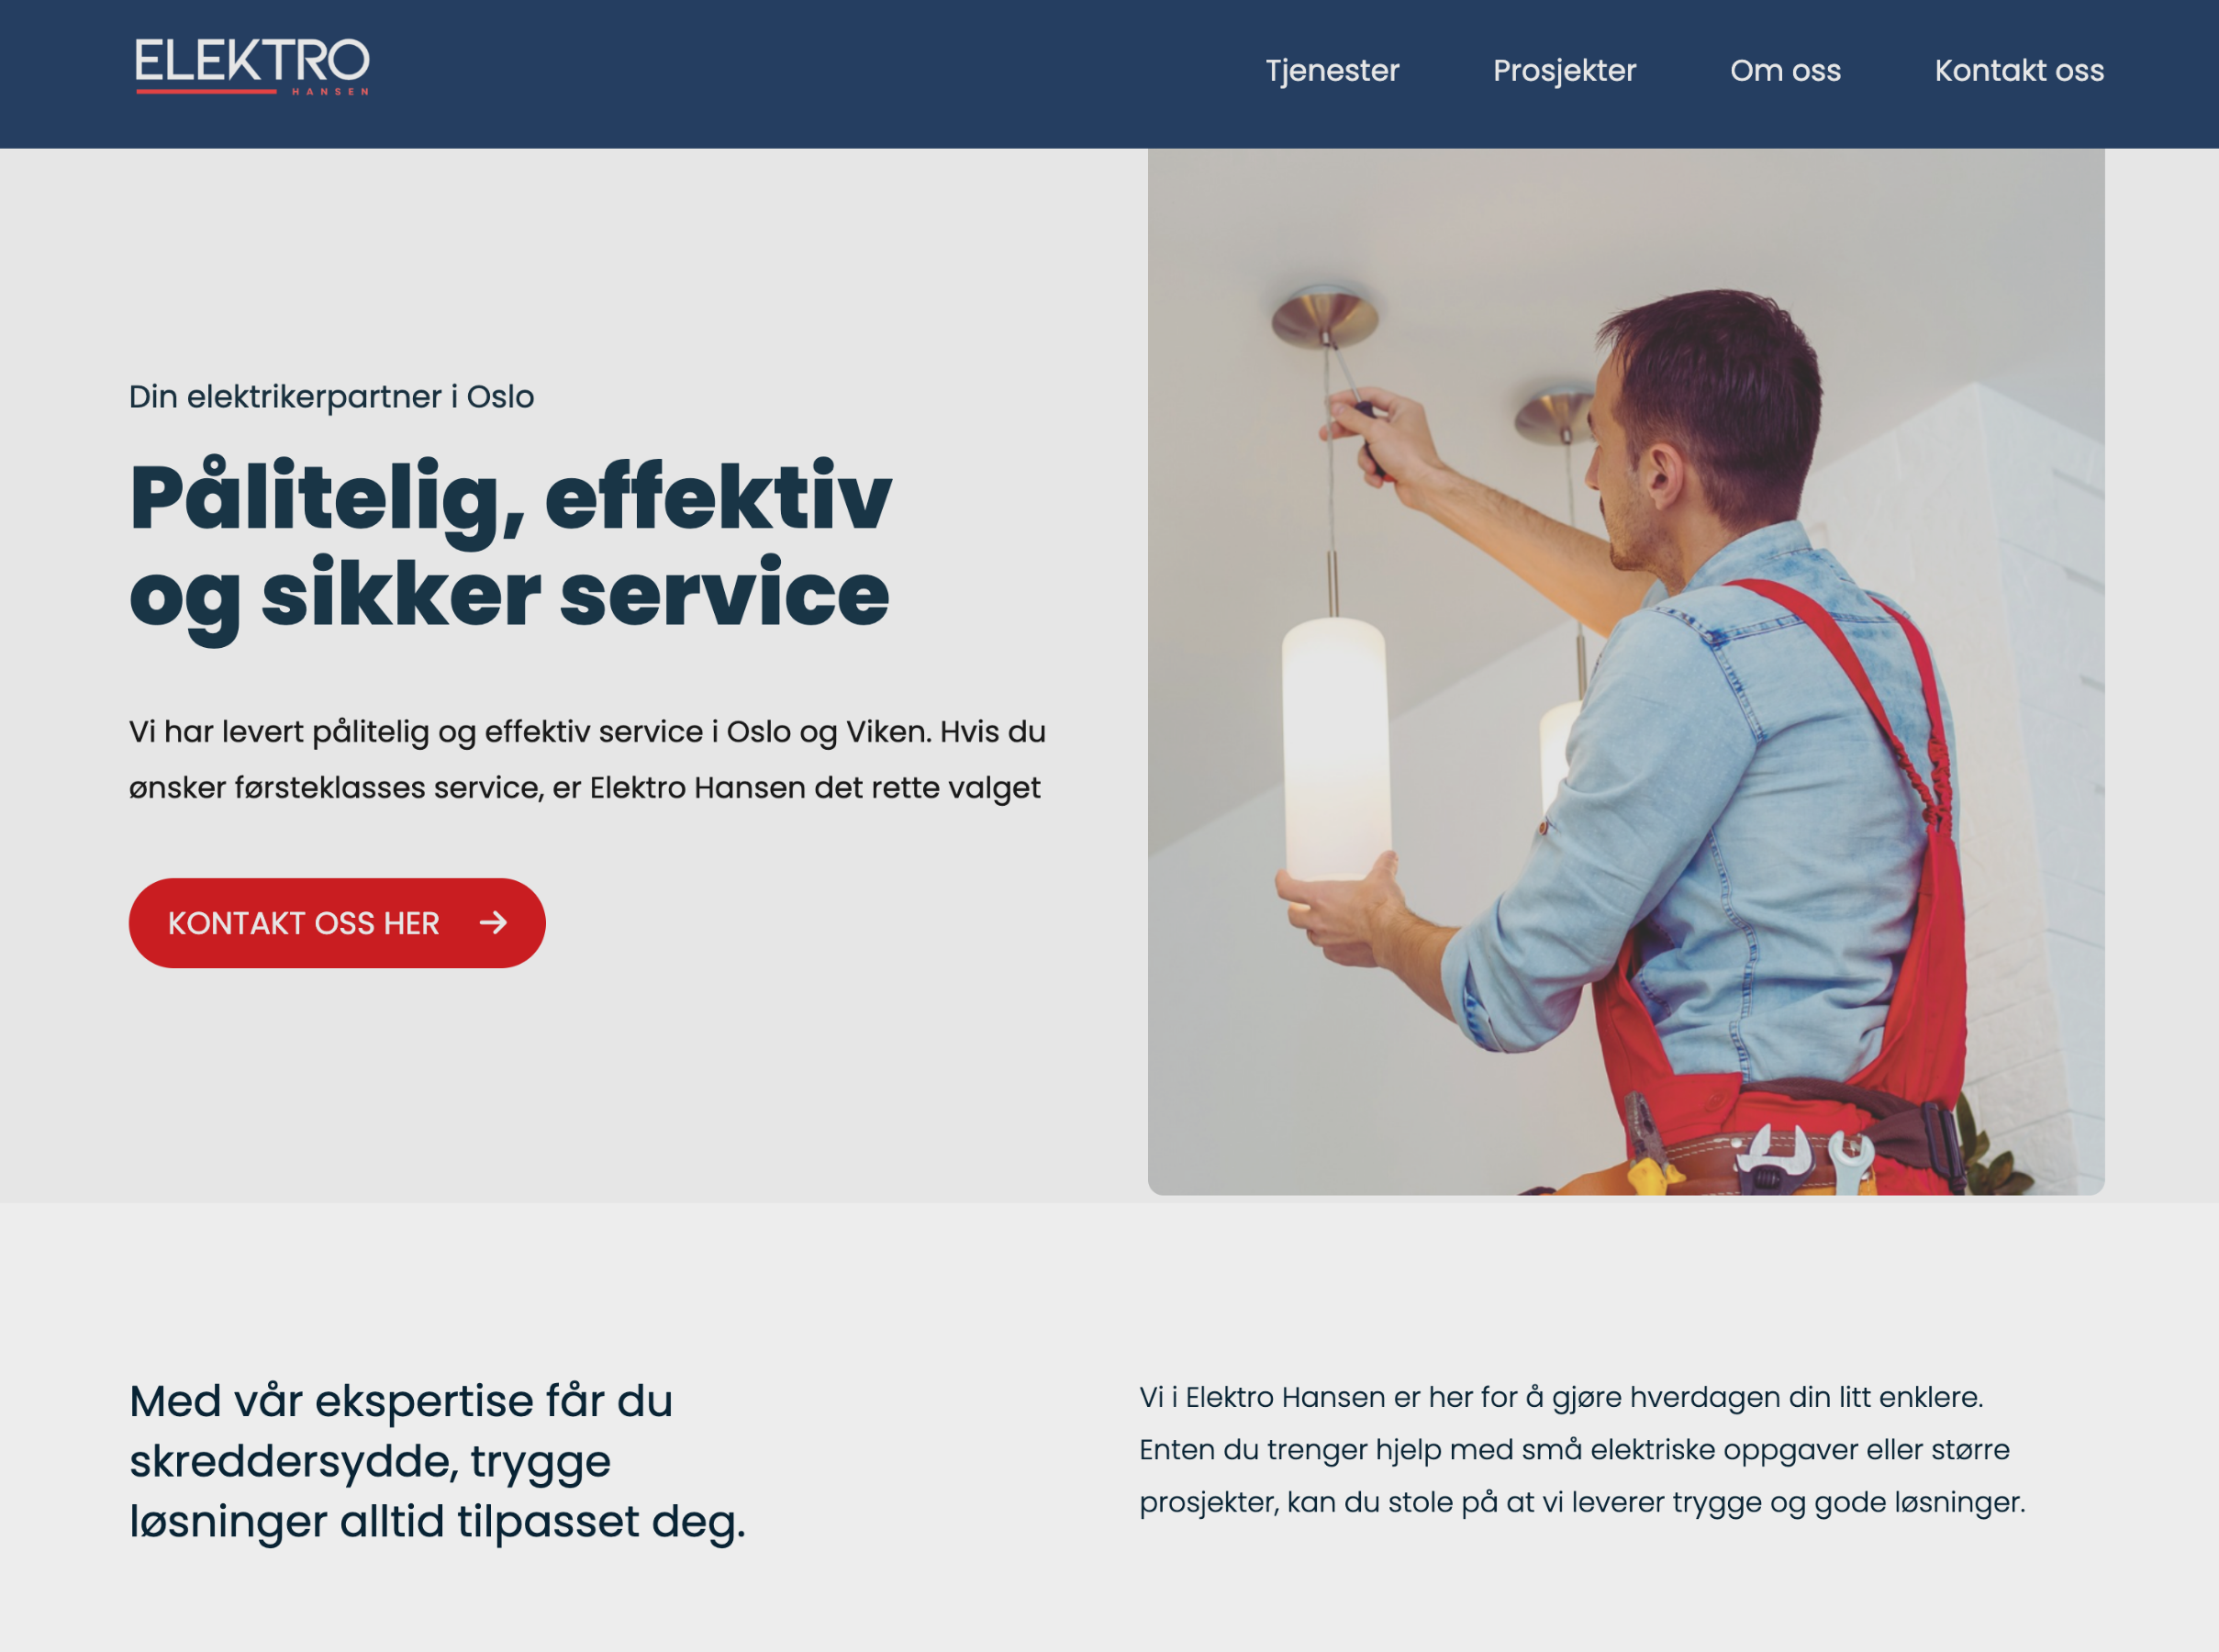 ELEKTRO
HANSEN
Tjenester
Prosjekter
Om oss
Kontakt oss
Din elektrikerpartner i Oslo
Pålitelig, effektiv
og sikker service
Vi har levert pålitelig og effektiv service i Oslo og Viken. Hvis du
ønsker førsteklasses service, er Elektro Hansen det rette valget
KONTAKT OSS HER
Med vår ekspertise får du
skreddersydde, trygge
løsninger alltid tilpasset deg.
Vi i Elektro Hansen er her for å gjøre hverdagen din litt enklere.
Enten du trenger hjelp med små elektriske oppgaver eller større
prosjekter, kan du stole på at vi leverer trygge og gode løsninger.